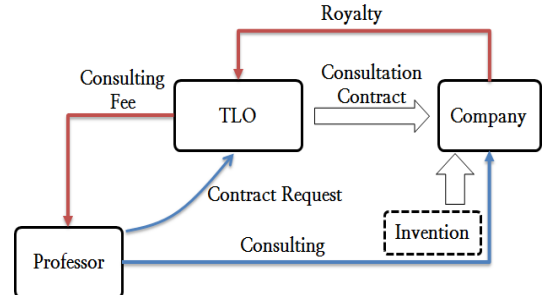 Royalty
Consulting
Fee
Consultation
Contract
TLO
Company
Contract Request
Invention
Consulting
Professor